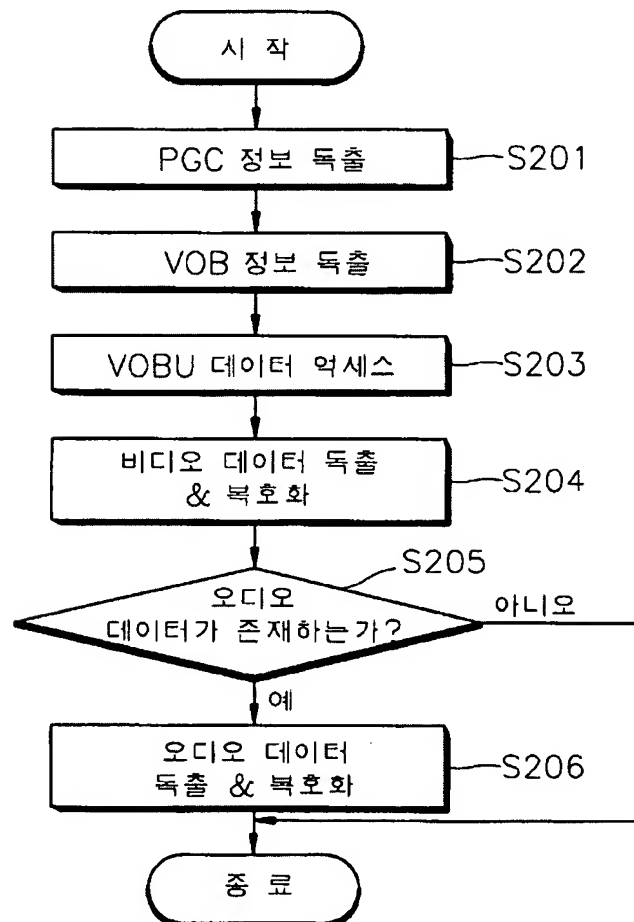 시 작
PGC 정보 독출
S201
VOB 정보 독출
S202
VOBU 데이터 억세스
S203
비디오 데이터 독출
& 복호화
S204
S205
오디오
데이터가 존재하는가?
아니오
예
오디오 데이터
독출 & 복호화
S206
종 료